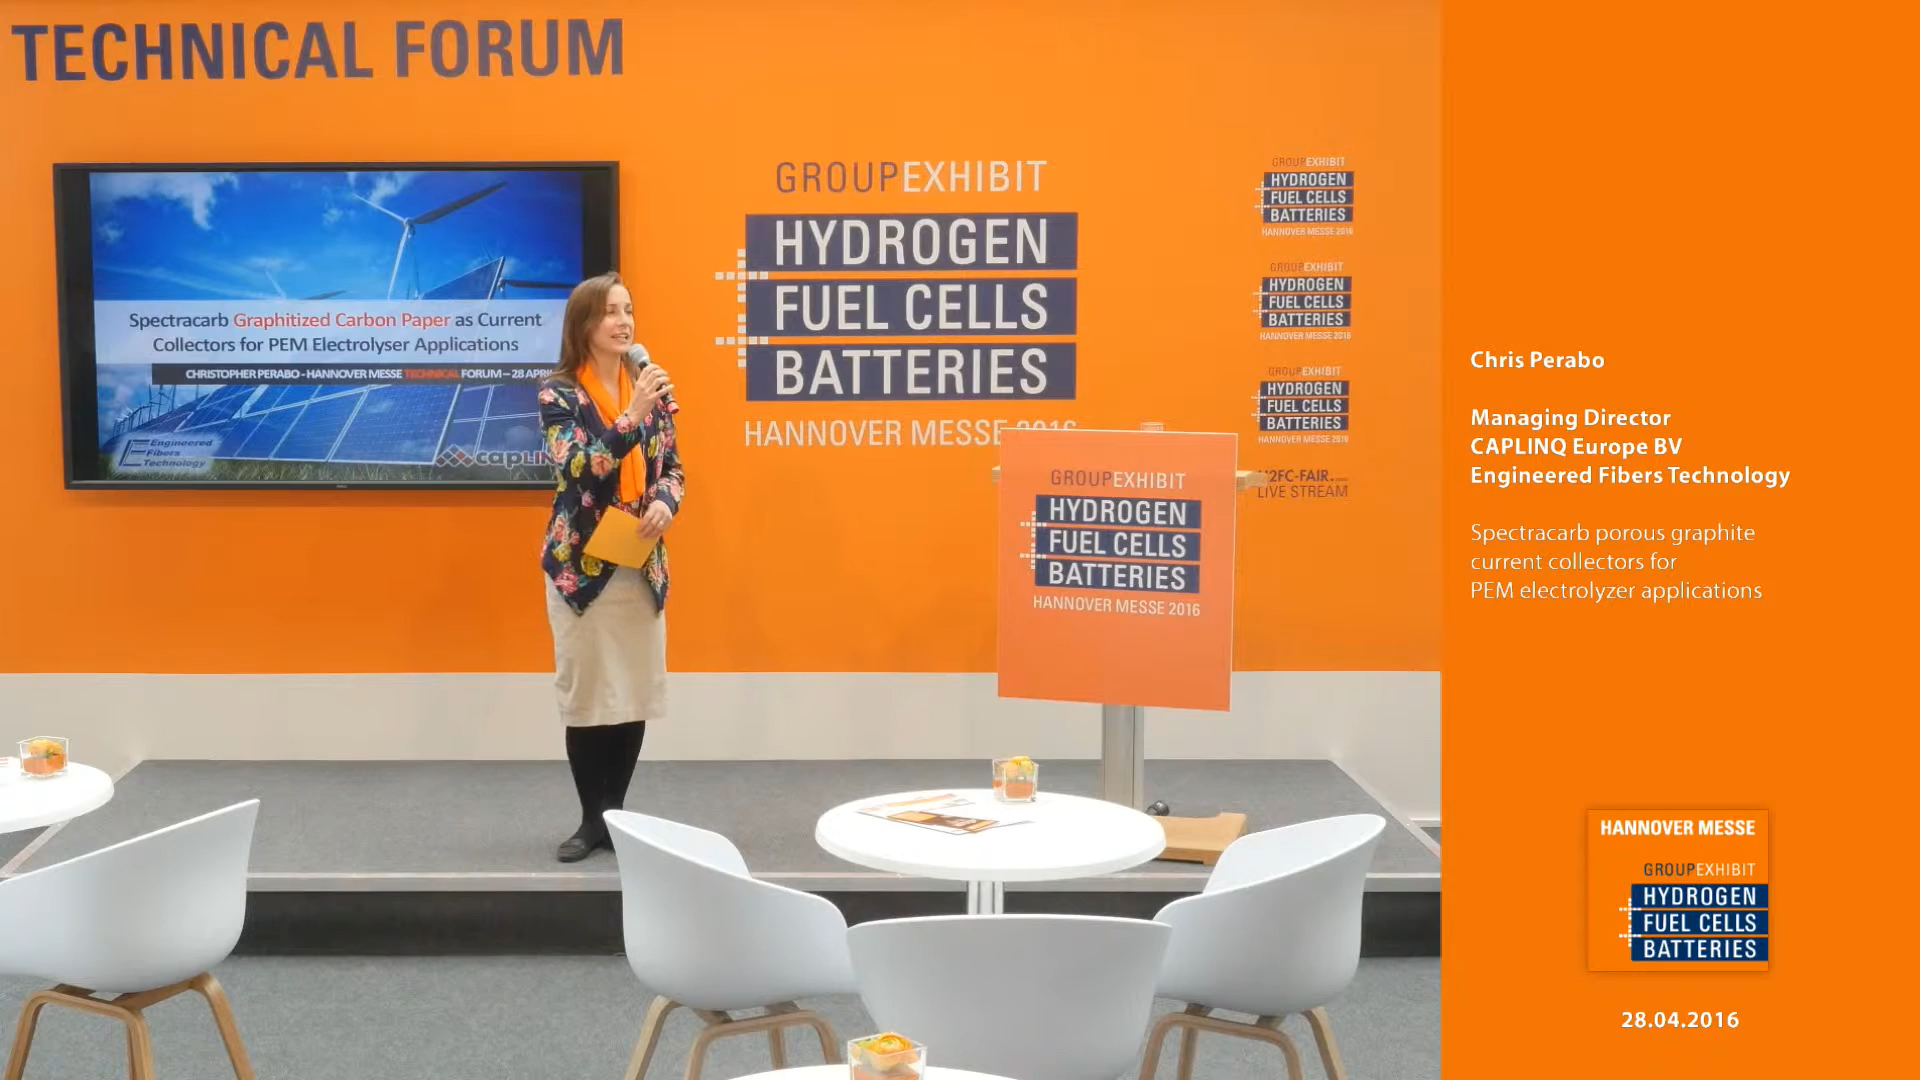 TECHNICAL FORUM
Spectracarb Graphitized Carbon Paper as Current
Collectors for PEM Electrolyser Applications
CHRISTOPHER PERABO - HANNOVER MESSE TECHNICAL FORUM – 28
Engineered
Fibers
Technology
GROUPEXHIBIT
HYDROGEN
FUEL CELLS
BATTERIES
HANNOVER MESSE 2016
GROUPEXHIBIT
HYDROGEN
FUEL CELLS
BATTERIES
HANNOVER MESSE 2016
GROUPEXHIBIT
HYDROGEN
FUEL CELLS
BATTERIES
HANNOVER MESSE 2016
GROUPEXHIBIT
HYDROGEN
FUEL CELLS
BATTERIES
HANNOVER MESSE 2016
LIVE STREAM
GROUPEXHIBIT
HYDROGEN
FUEL CELLS
BATTERIES
HANNOVER MESSE 2016
Chris Perabo
Managing Director
CAPLINQ Europe BV
Engineered Fibers Technology
Spectracarb porous graphite
current collectors for
PEM electrolyzer applications
HANNOVER MESSE
GROUPEXHIBIT
HYDROGEN
FUEL CELLS
BATTERIES
28.04.2016